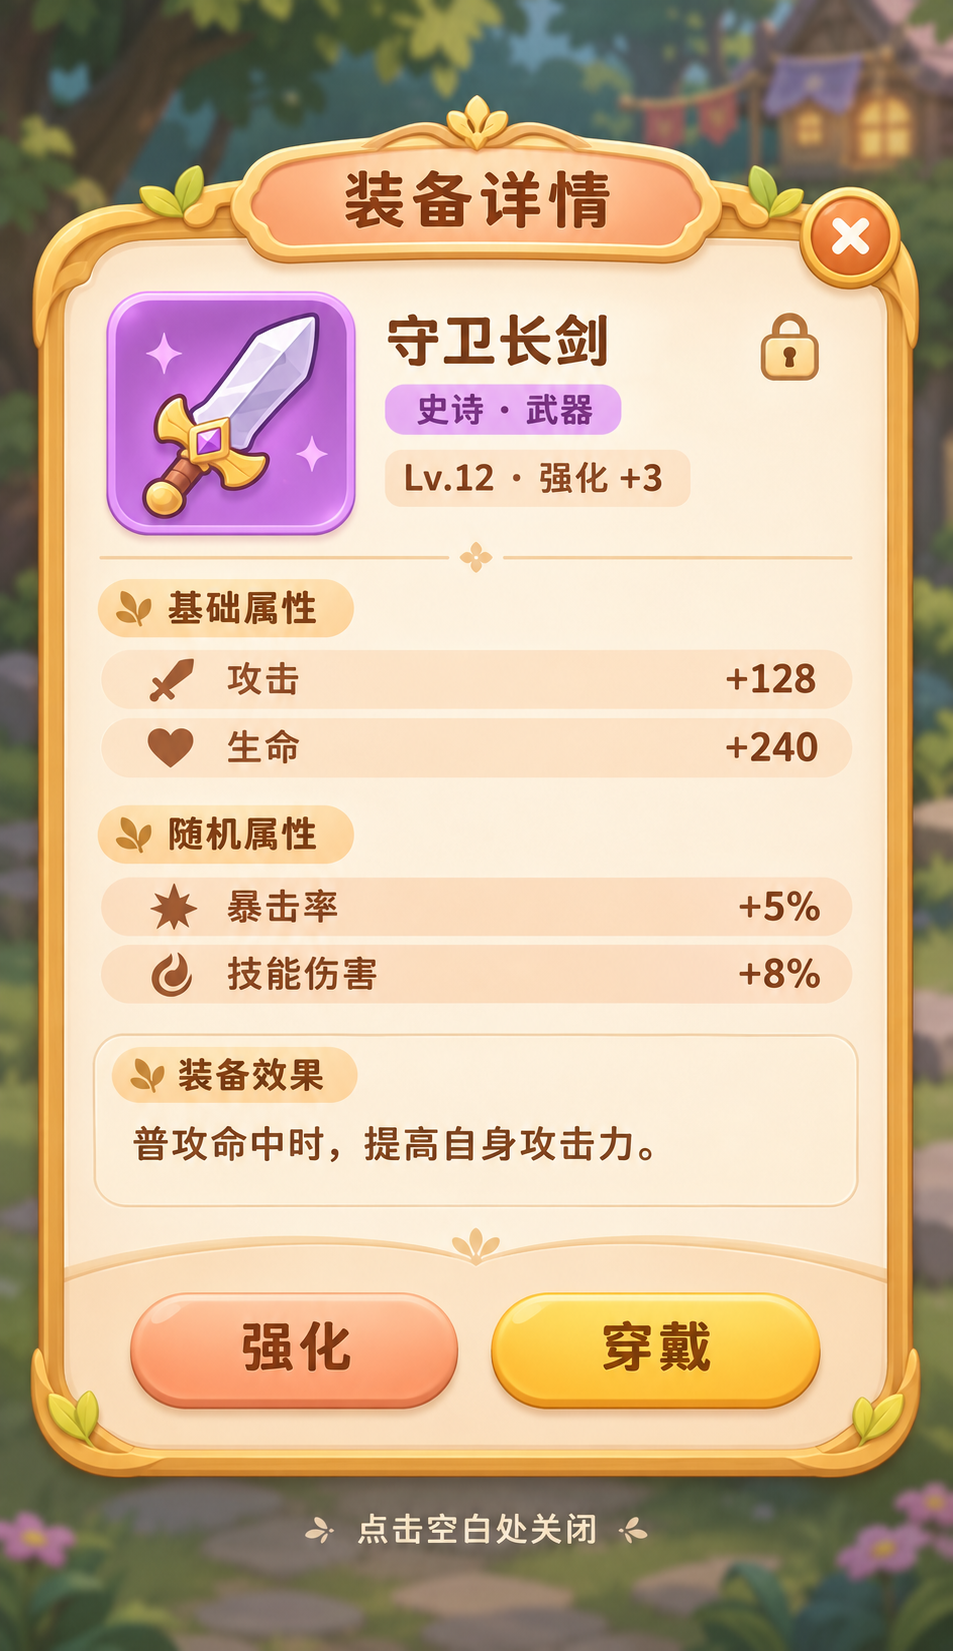 装备详情
守卫长剑
史诗·武器
Lv.12·强化 +3
基础属性
攻击 +128
生命 +240
随机属性
暴击率 +5%
技能伤害 +8%
装备效果
普攻命中时，提高自身攻击力。
强化 穿戴
点击空白处关闭